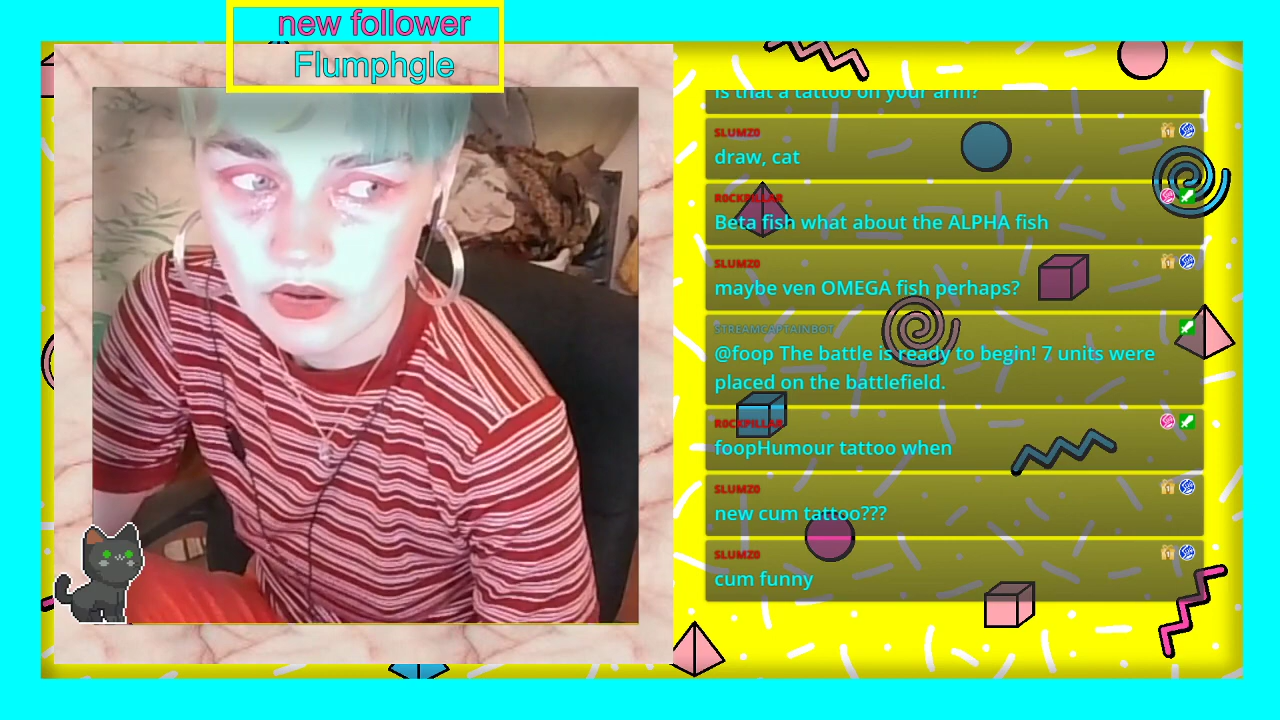 new follower
Flumphgle
is that a tattoo on your arm?
SLUMZ0
draw, cat
R0CKPILLAR
Beta fish what about the ALPHA fish
SLUMZ0
maybe ven OMEGA fish perhaps?
STREAMCAPTAINBOT
@foop The battle is ready to begin! 7 units were
placed on the battlefield.
R0CKPILLAR
foopHumour tattoo when
SLUMZ0
new cum tattoo???
SLUMZ0
cum funny